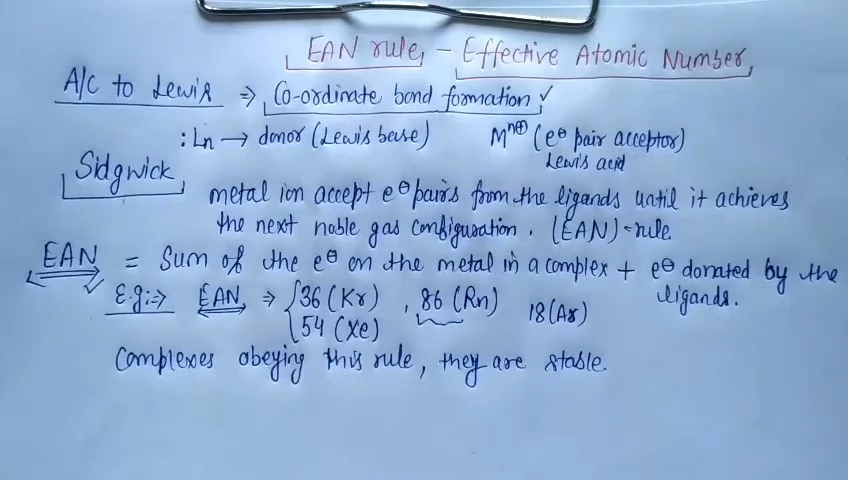 EAN rule, - Effective Atomic Number
A/c to Lewis ⇒ Co-ordinate bond formation ✓
:Ln → donor (Lewis base) Mⁿ⊕ (e⊖ pair acceptor)
Lewis acid
Sidgwick
metal ion accept e⊖ pairs from the ligands until it achieves
the next noble gas configuration. (EAN)-rule
EAN = Sum of the e⊖ on the metal in a complex + e⊖ donated by the
ligands.
E.g:⇒ EAN ⇒ {36 (Kr), 86 (Rn) 18(Ar)
54 (Xe)
Complexes obeying this rule, they are stable.